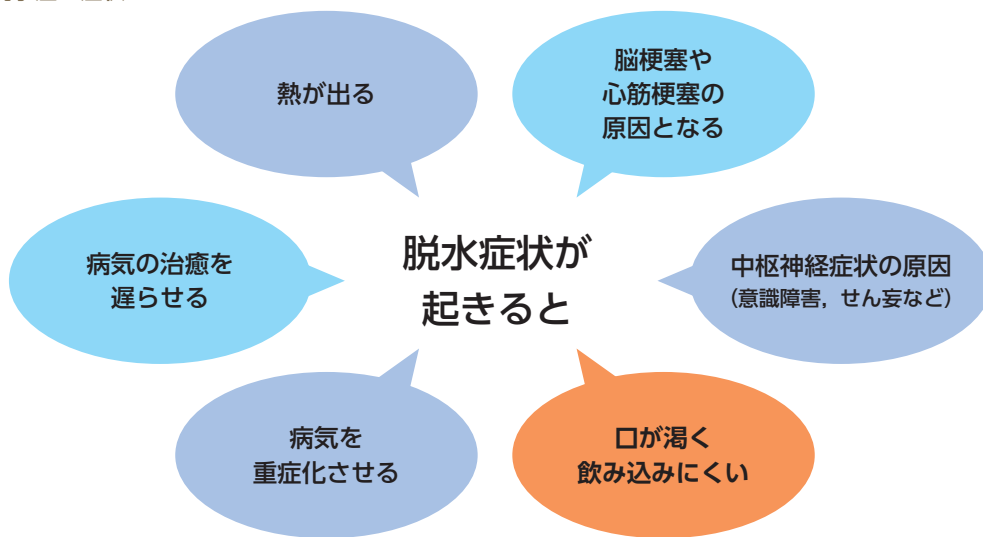 熱が出る
脳梗塞や
心筋梗塞の
原因となる
病気の治癒を
遅らせる
脱水症状が
起きると
中枢神経症状の原因
(意識障害，せん妄など)
病気を
重症化させる
口が渇く
飲み込みにくい